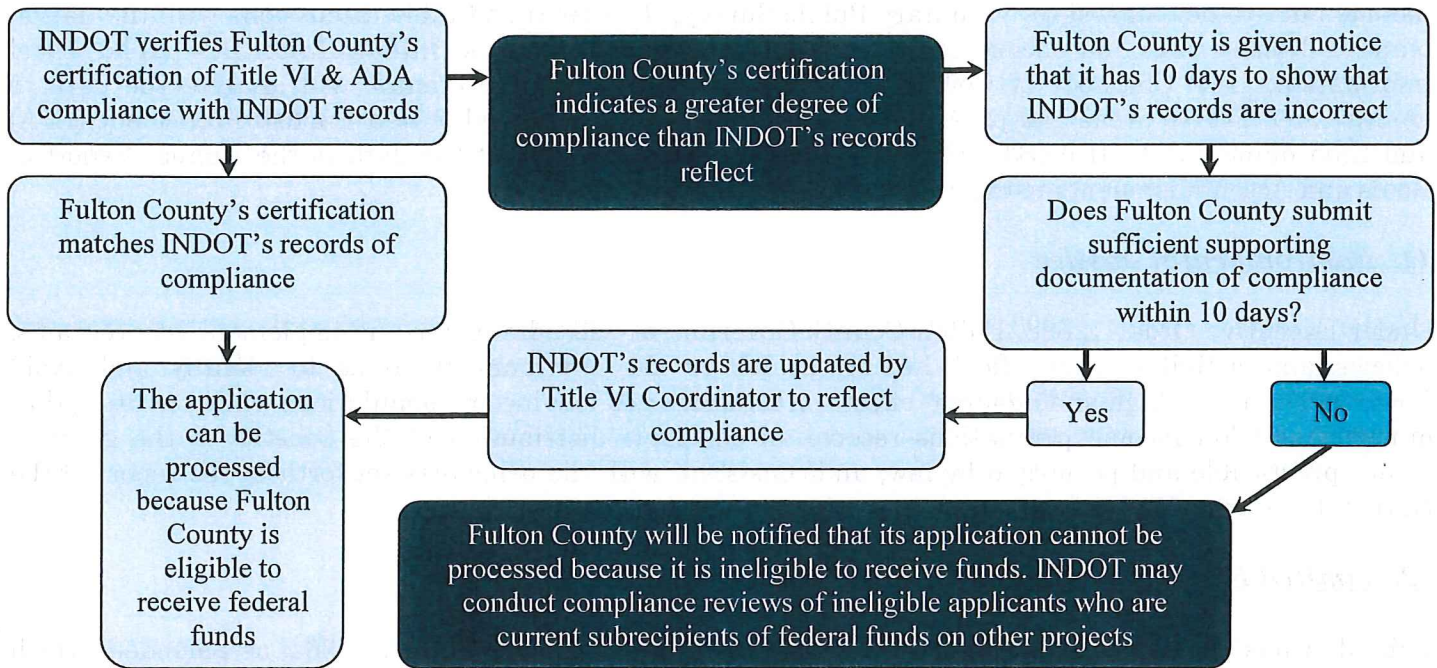 INDOT verifies Fulton County's
certification of Title VI & ADA
compliance with INDOT records
Fulton County's certification
indicates a greater degree of
compliance than INDOT's records
reflect
Fulton County is given notice
that it has 10 days to show that
INDOT's records are incorrect
Fulton County's certification
matches INDOT's records of
compliance
Does Fulton County submit
sufficient supporting
documentation of compliance
within 10 days?
INDOT's records are updated by
Title VI Coordinator to reflect
compliance
Yes
No
The application
can be
processed
because Fulton
County is
eligible to
receive federal
funds
Fulton County will be notified that its application cannot be
processed because it is ineligible to receive funds. INDOT may
conduct compliance reviews of ineligible applicants who are
current subrecipients of federal funds on other projects